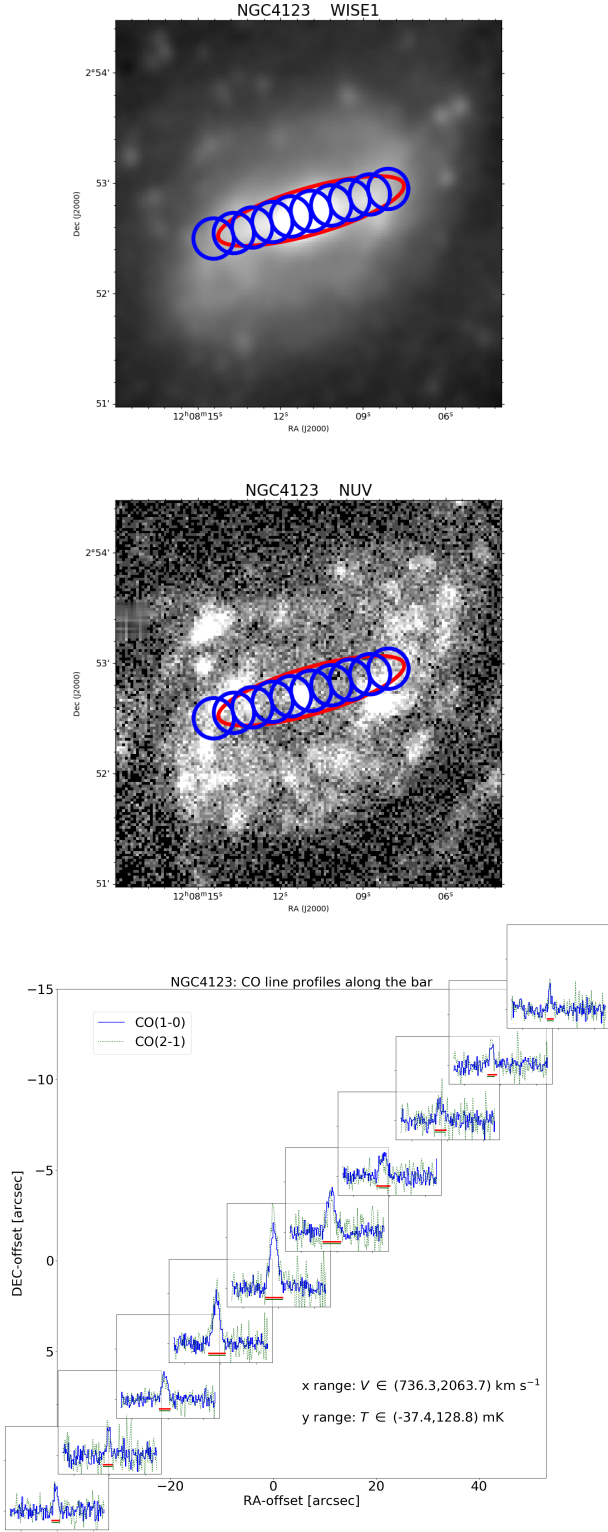 NGC4123 WISE1
2°54'
53'
52'
51'
Dec (J2000)
12ʰ08ᵐ15ˢ 12ˢ 09ˢ 06ˢ
RA (J2000)
NGC4123 NUV
2°54'
53'
52'
51'
Dec (J2000)
12ʰ08ᵐ15ˢ 12ˢ 09ˢ 06ˢ
RA (J2000)
NGC4123: CO line profiles along the bar
CO(1-0)
CO(2-1)
−15
−10
−5
0
5
DEC-offset [arcsec]
x range: V ∈ (736.3,2063.7) km s⁻¹
y range: T ∈ (-37.4,128.8) mK
−20 0 20 40
RA-offset [arcsec]